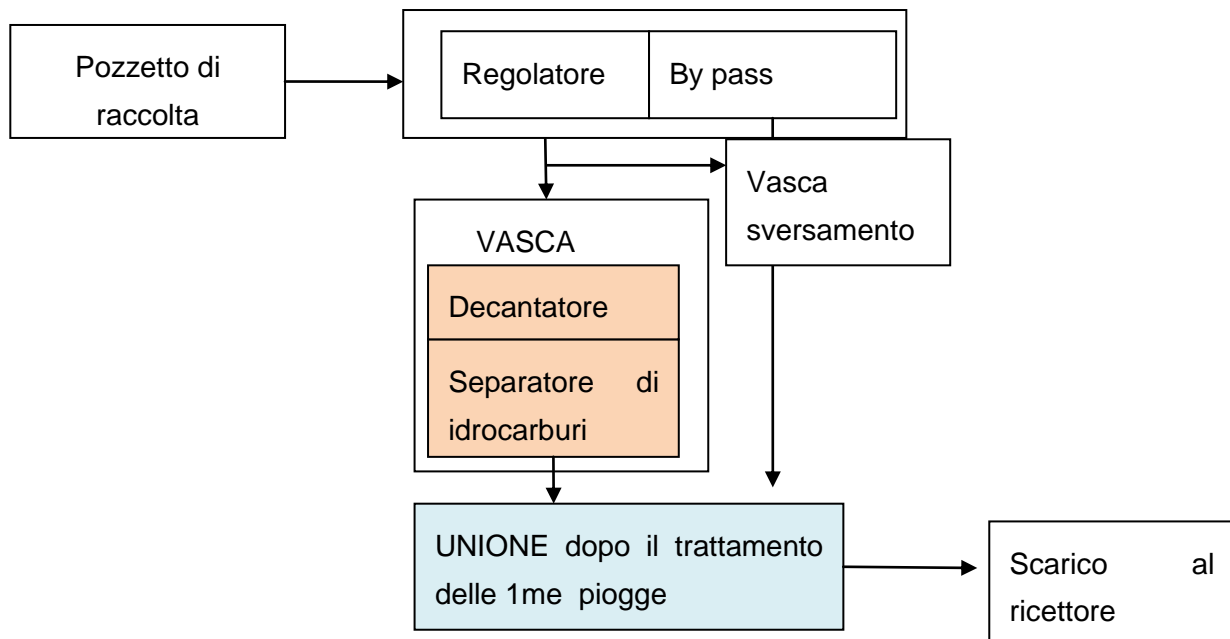 Pozzetto di
raccolta
Regolatore
By pass
Vasca
sversamento
VASCA
Decantatore
Separatore di
idrocarburi
UNIONE dopo il trattamento
delle 1me piogge
Scarico al
ricettore